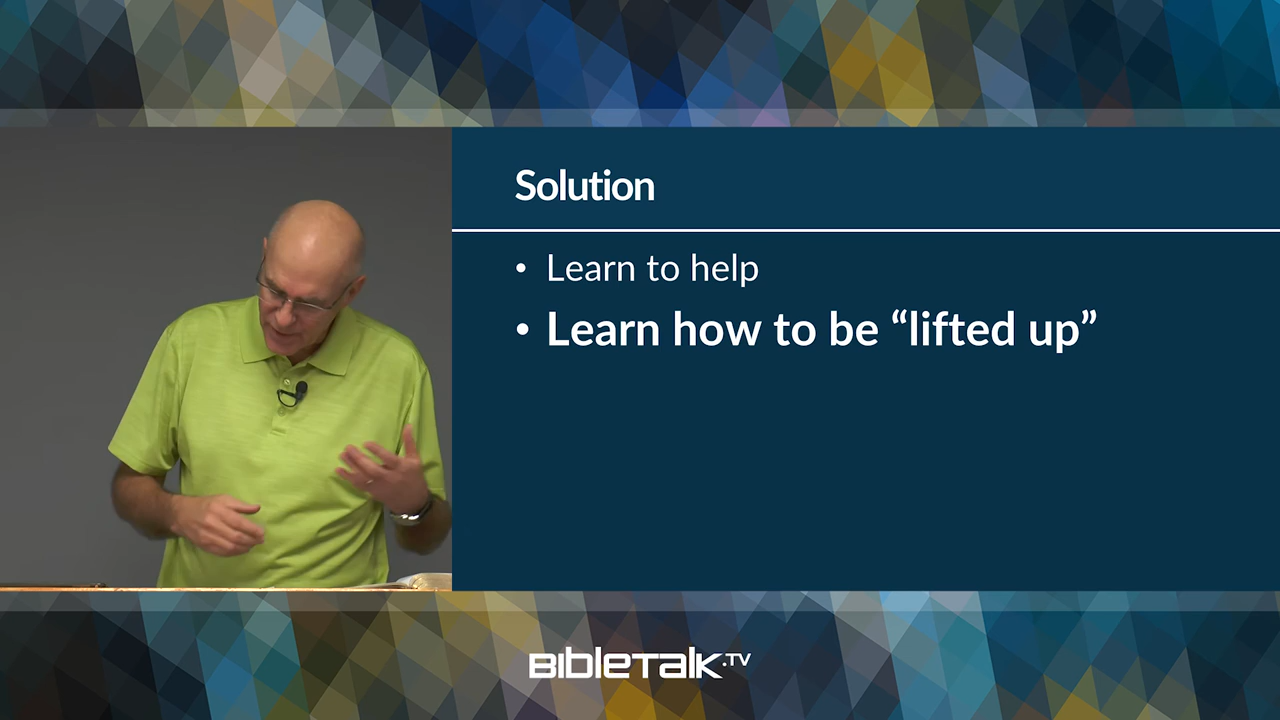 Solution
• Learn to help
• Learn how to be “lifted up”
BIBLETALK.TV